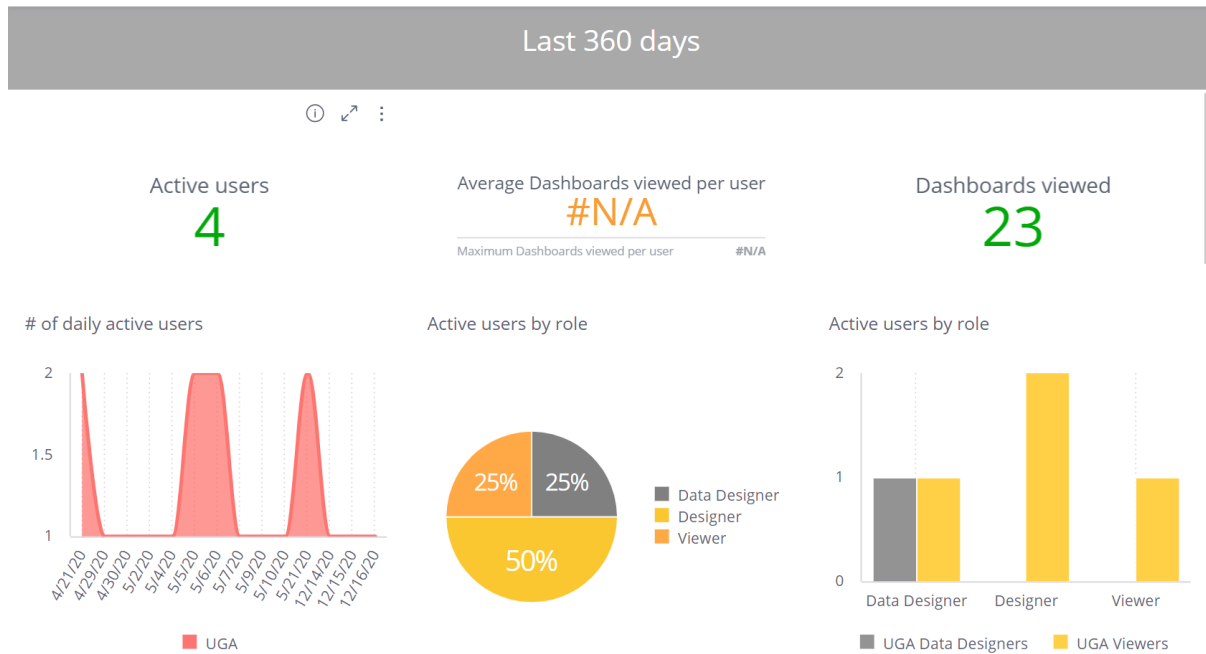 Last 360 days
Active users
4
Average Dashboards viewed per user
#N/A
Maximum Dashboards viewed per user #N/A
Dashboards viewed
23
# of daily active users
2
1.5
1
4/21/20 4/29/20 4/30/20 5/2/20 5/4/20 5/5/20 5/6/20 5/7/20 5/9/20 5/10/20 5/21/20 12/14/20 12/15/20 12/16/20
UGA
Active users by role
25% 25%
50%
Data Designer
Designer
Viewer
Active users by role
2
1
0
Data Designer Designer Viewer
UGA Data Designers UGA Viewers